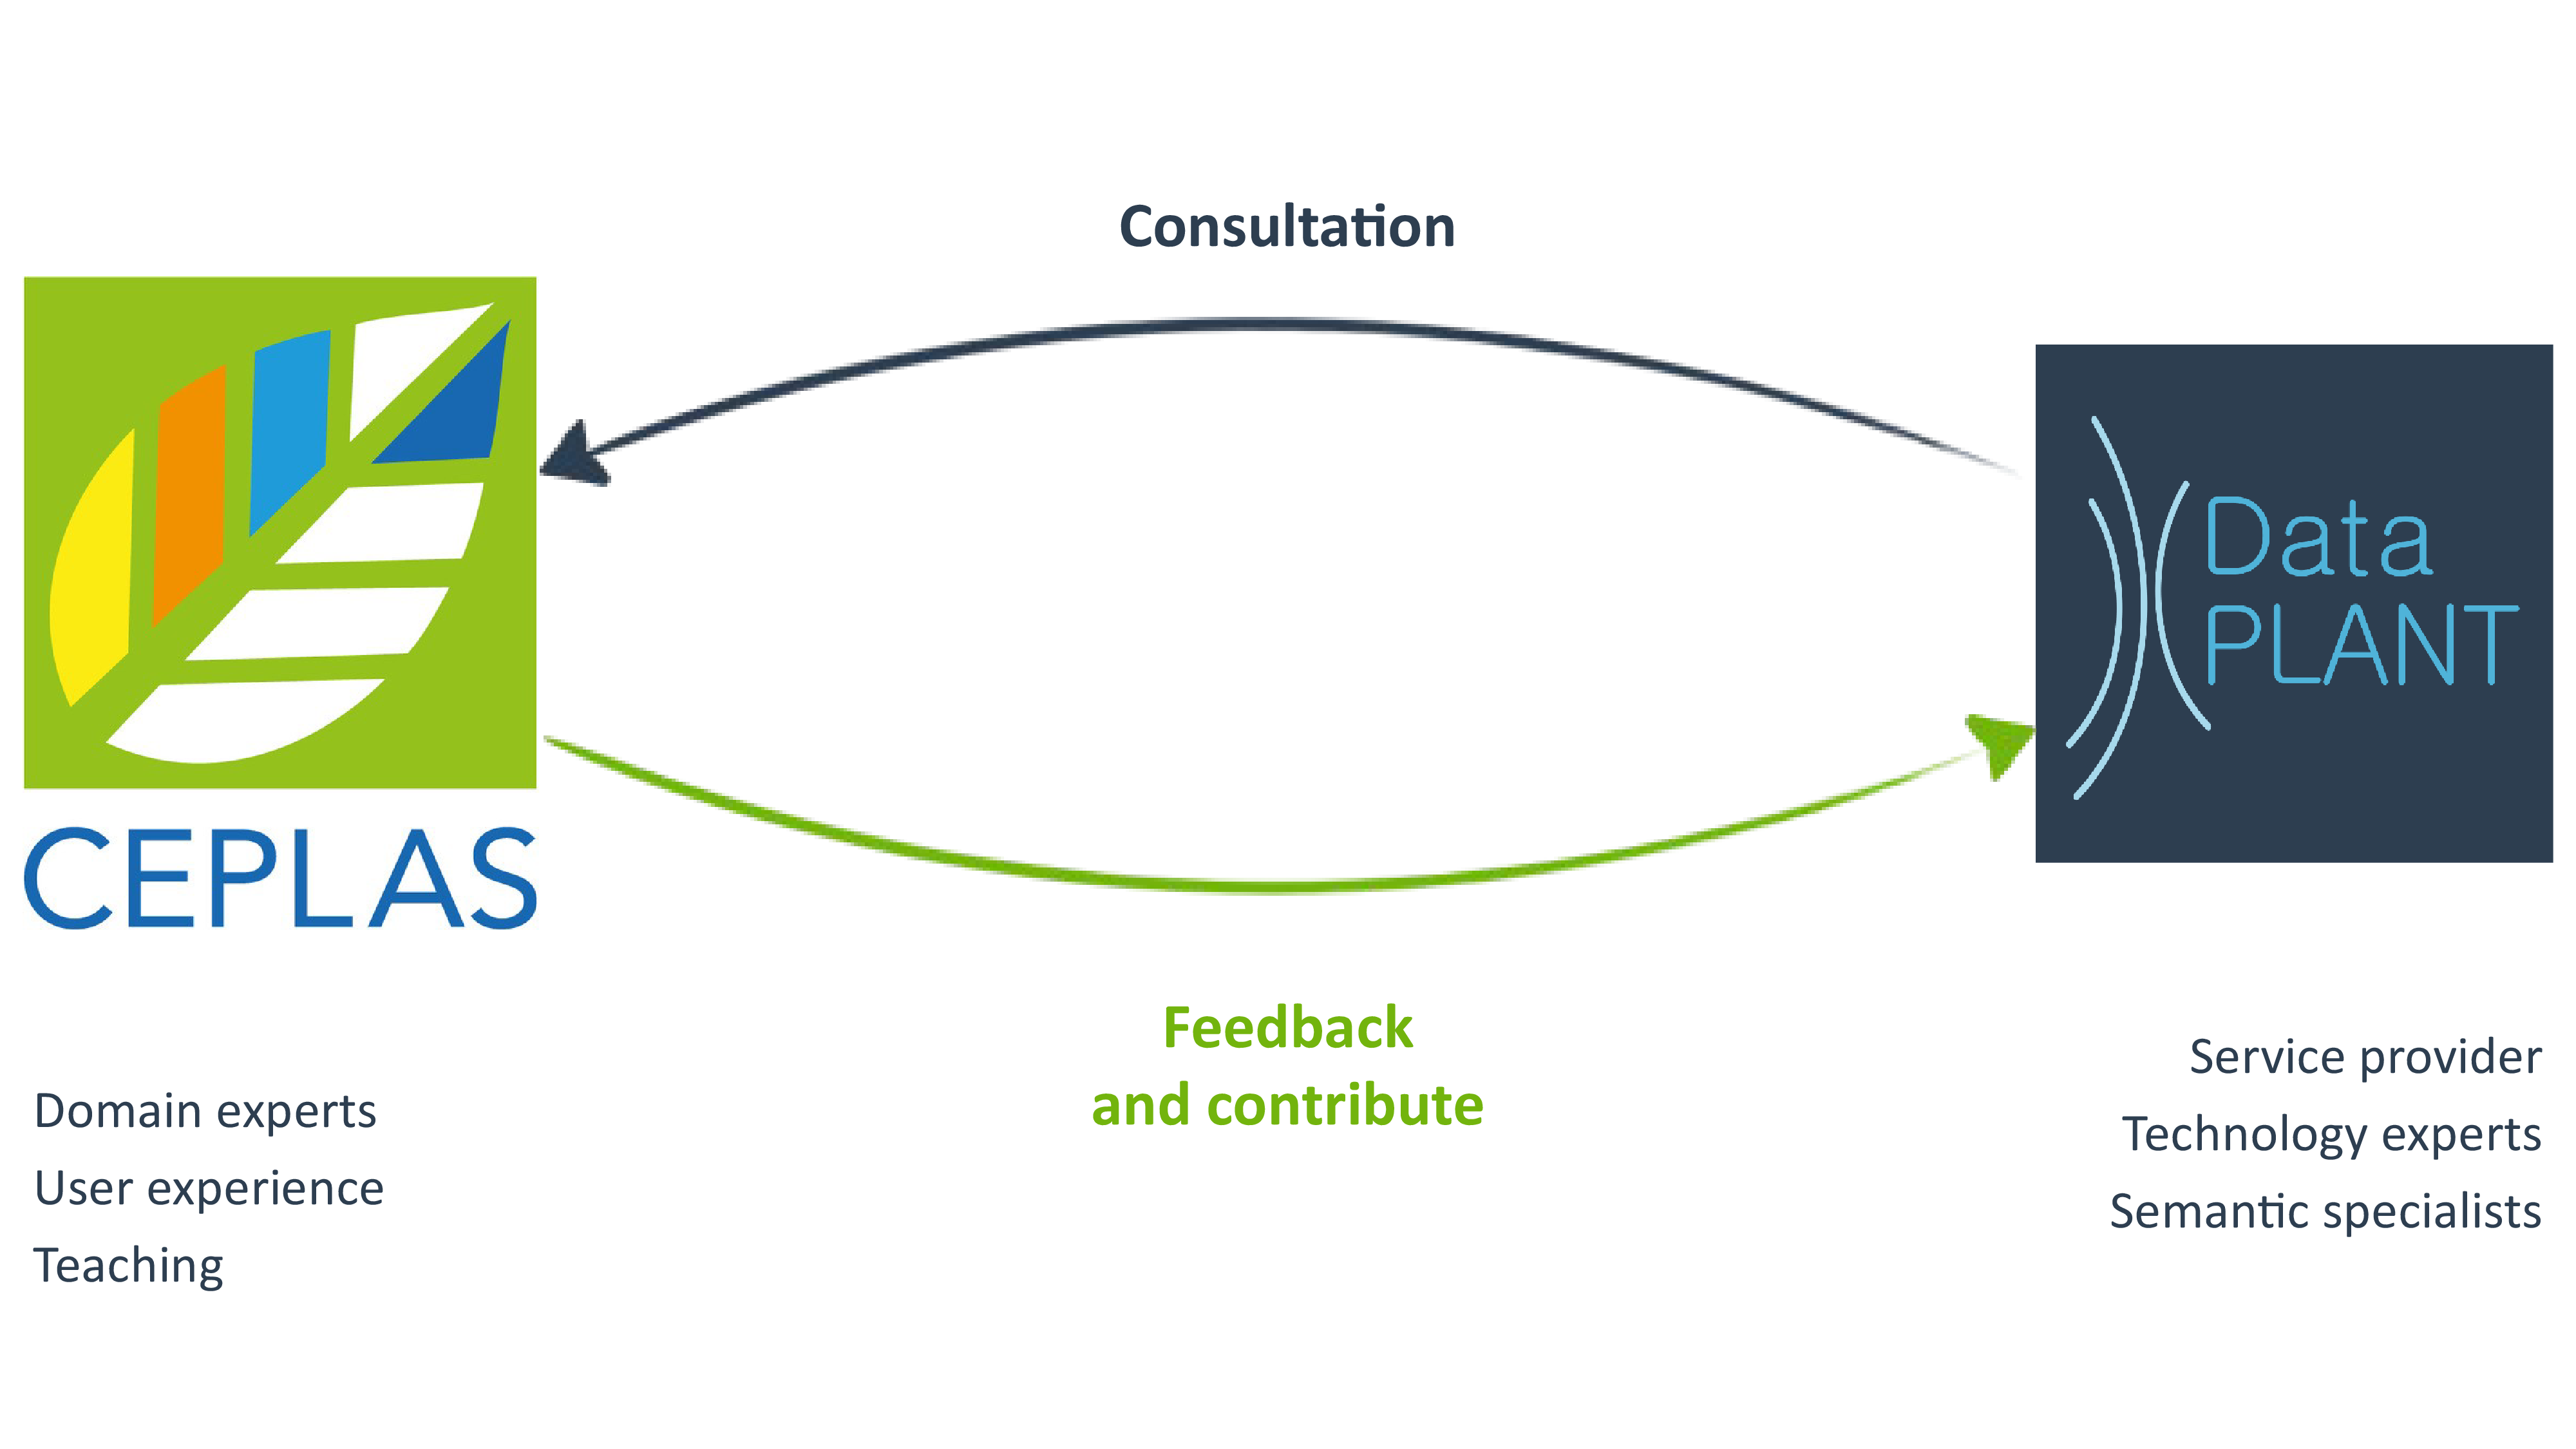 Consultation
Data
PLANT
CEPLAS
Feedback
and contribute
Domain experts
User experience
Teaching
Service provider
Technology experts
Semantic specialists